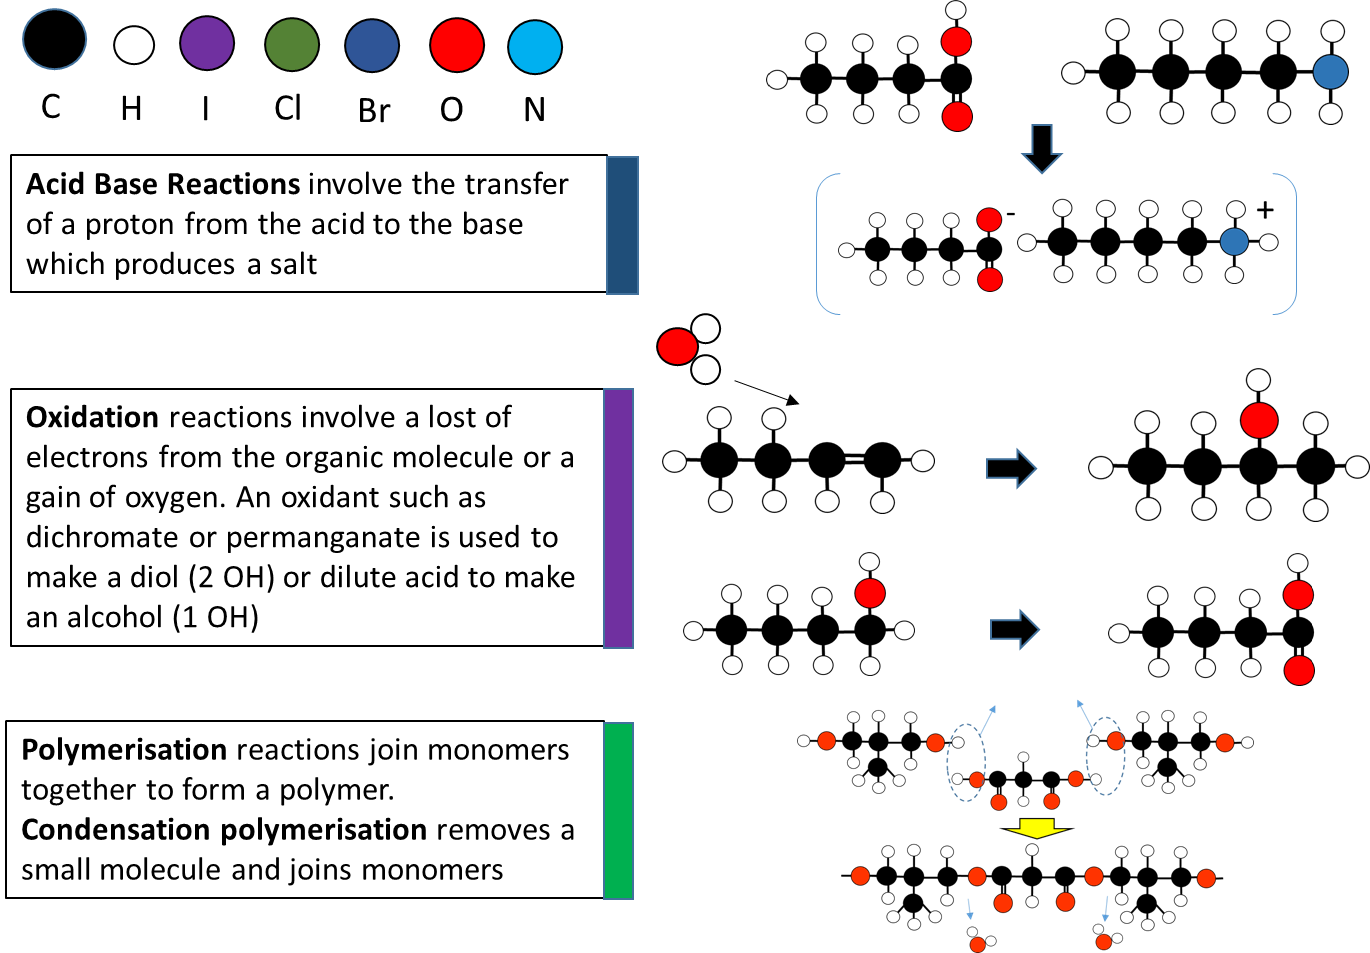 C H I Cl Br O N
Acid Base Reactions involve the transfer
of a proton from the acid to the base
which produces a salt
- +
Oxidation reactions involve a lost of
electrons from the organic molecule or a
gain of oxygen. An oxidant such as
dichromate or permanganate is used to
make a diol (2 OH) or dilute acid to make
an alcohol (1 OH)
Polymerisation reactions join monomers
together to form a polymer.
Condensation polymerisation removes a
small molecule and joins monomers